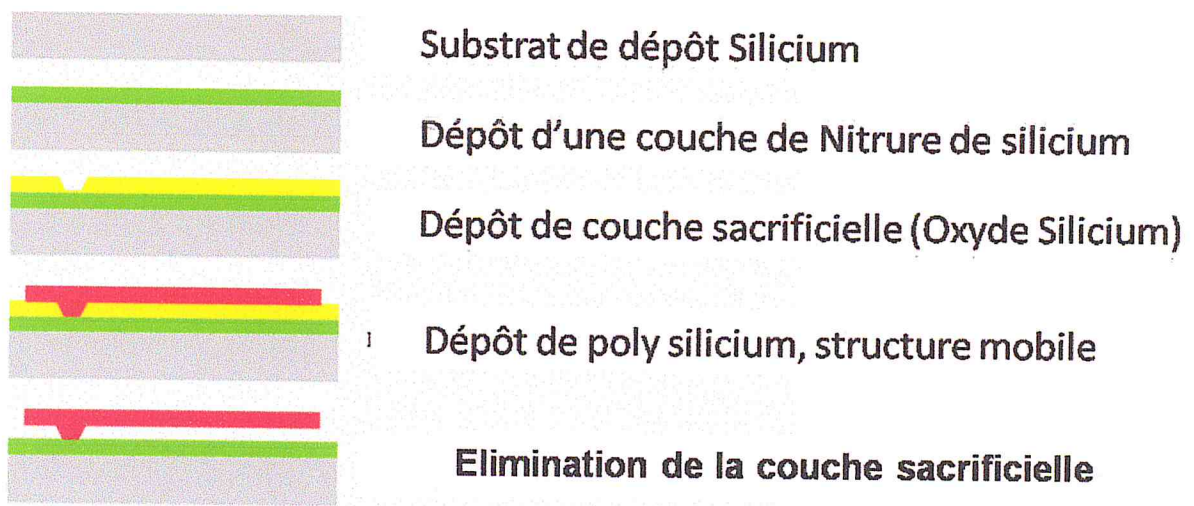 Substrat de dépôt Silicium
Dépôt d'une couche de Nitrure de silicium
Dépôt de couche sacrificielle (Oxyde Silicium)
Dépôt de poly silicium, structure mobile
Elimination de la couche sacrificielle